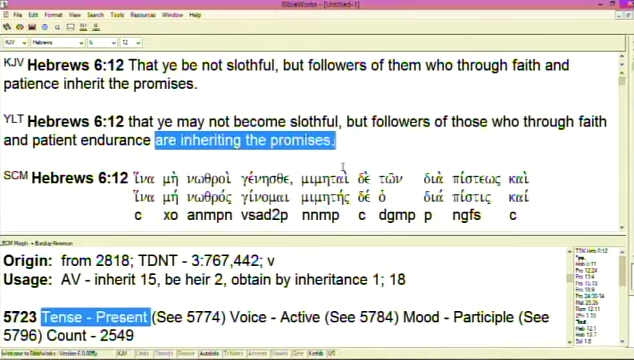 BibleWorks - [Untitled-1]
File Edit Format View Search Tools Resources Window Help
KJV Hebrews 6 12
KJV Hebrews 6:12 That ye be not slothful, but followers of them who through faith and
patience inherit the promises.
YLT Hebrews 6:12 that ye may not become slothful, but followers of those who through faith
and patient endurance are inheriting the promises.
SCM Hebrews 6:12 ἵνα μὴ νωθροὶ γένησθε, μιμηταὶ δὲ τῶν διὰ πίστεως καὶ
ἵνα μή νωθρός γίνομαι μιμητής δέ ὁ διά πίστις καί
c xo anmpn vsad2p nnmp c dgmp p ngfs c
Origin: from 2818; TDNT - 3:767,442; v
Usage: AV - inherit 15, be heir 2, obtain by inheritance 1; 18
5723 Tense - Present (See 5774) Voice - Active (See 5784) Mood - Participle (See
5796) Count - 2549